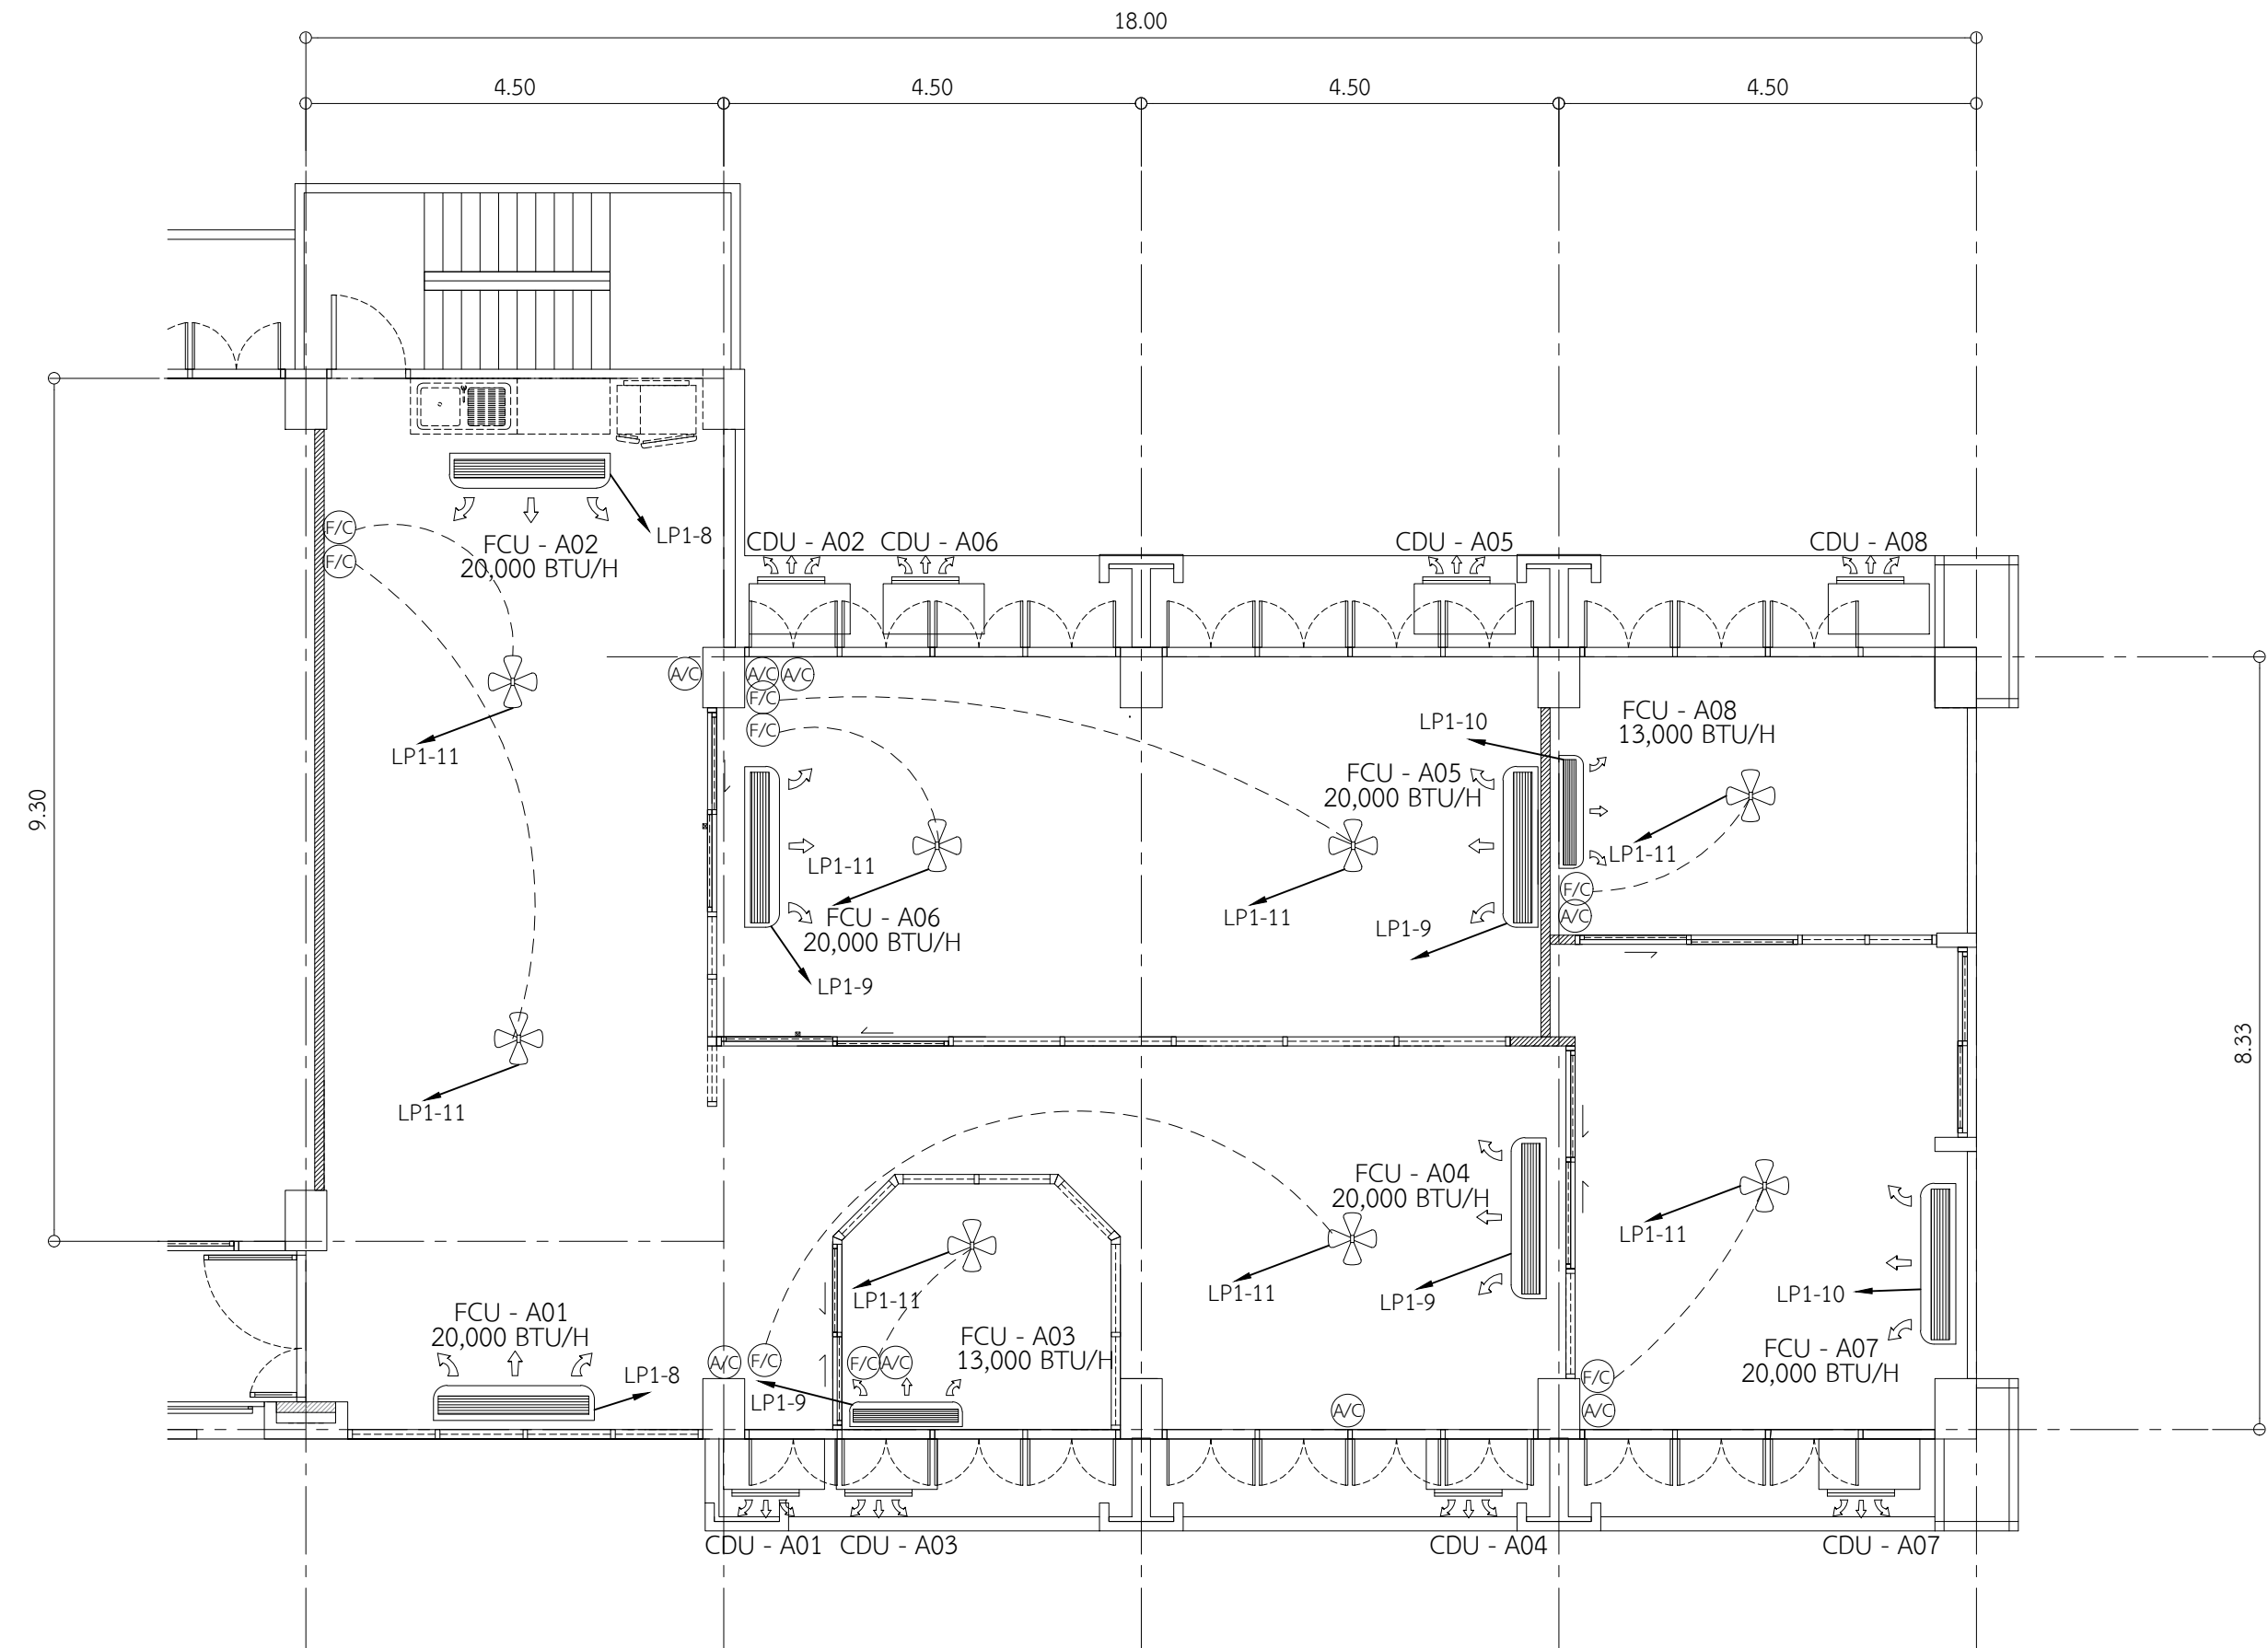 18.00
4.50
4.50
4.50
4.50
9.30
8.33
F/C
F/C
FCU - A02
20,000 BTU/H
LP1-8
CDU - A02
CDU - A06
CDU - A05
CDU - A08
A/C
A/C
A/C
F/C
F/C
LP1-11
LP1-10
FCU - A08
13,000 BTU/H
FCU - A05
20,000 BTU/H
LP1-11
LP1-11
F/C
A/C
LP1-11
LP1-9
FCU - A06
20,000 BTU/H
LP1-9
LP1-11
FCU - A04
20,000 BTU/H
LP1-11
LP1-11
LP1-11
LP1-9
LP1-10
FCU - A01
20,000 BTU/H
LP1-8
FCU - A03
13,000 BTU/H
FCU - A07
20,000 BTU/H
A/C
F/C
F/C
A/C
LP1-9
F/C
A/C
A/C
CDU - A01
CDU - A03
CDU - A04
CDU - A07